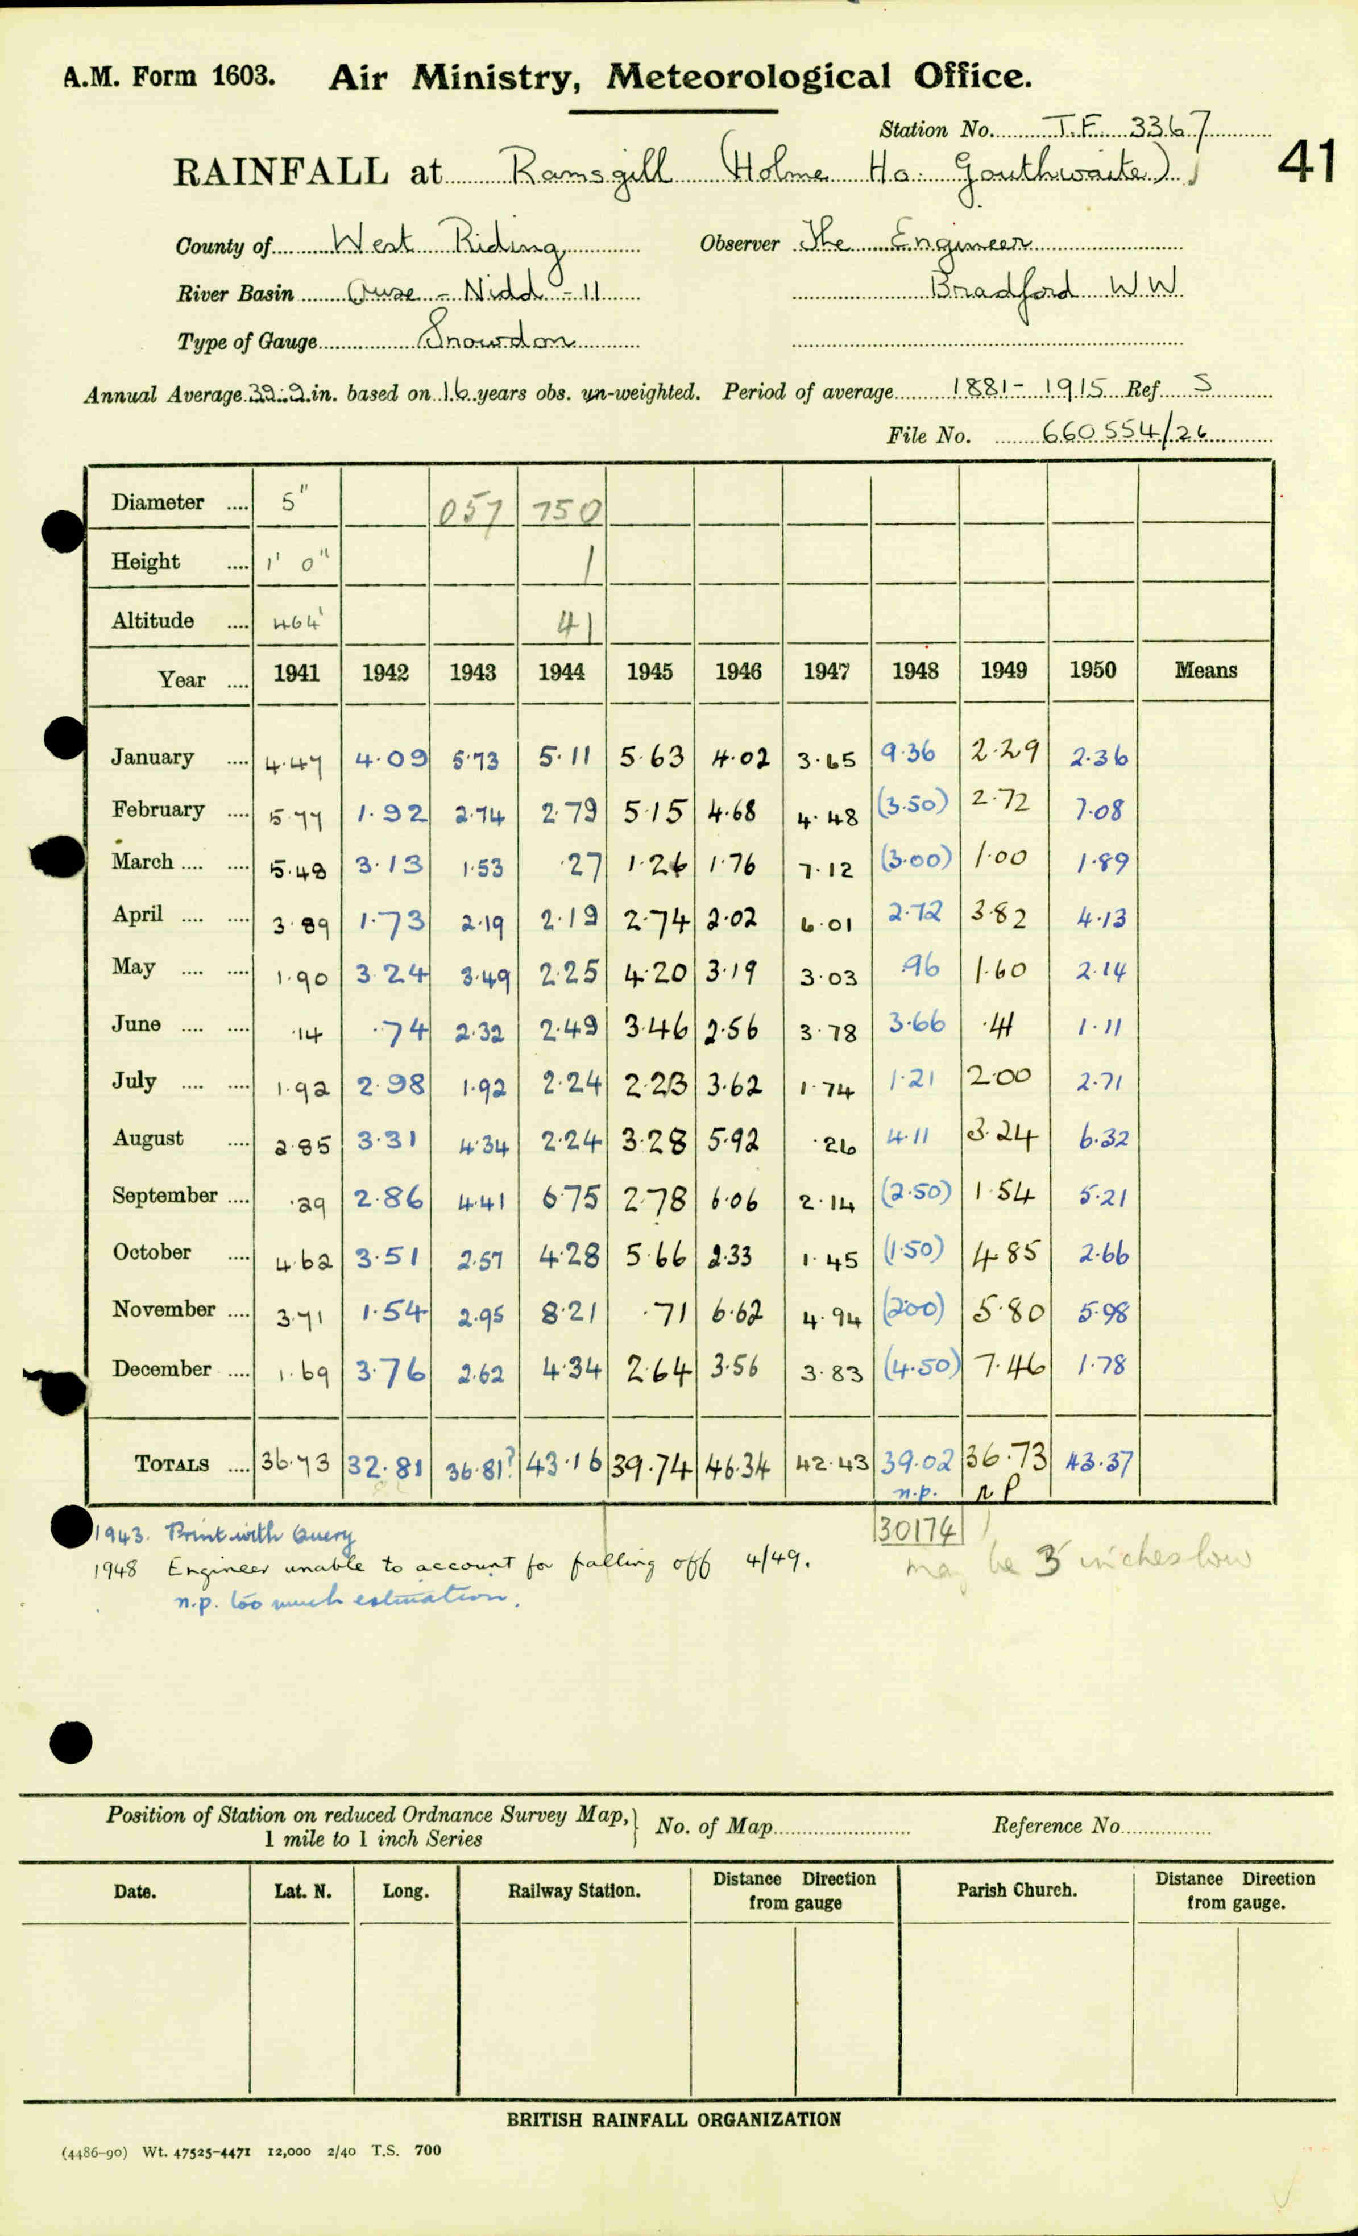 A.M. Form 1603. Air Ministry, Meteorological Office.
Station No. T.F. 3367
41
RAINFALL at Ramsgill (Holme Ho. Gouthwaite)
County of West Riding Observer The Engineer
River Basin Ouse - Nidd - 11 Bradford W W
Type of Gauge Snowdon
Annual Average 39.9 in. based on 16 years obs. un-weighted. Period of average 1881 - 1915 Ref S
File No. 660554/26
Diameter .... 5" 057 750
Height .... 1' 0" 1
Altitude .... 464' 41
Year .... 1941 1942 1943 1944 1945 1946 1947 1948 1949 1950 Means
January .... 4.47 4.09 5.73 5.11 5.63 4.02 3.65 9.36 2.29 2.36
February .... 5.77 1.92 2.74 2.79 5.15 4.68 4.48 (3.50) 2.72 7.08
March .... .... 5.48 3.13 1.53 .27 1.26 1.76 7.12 (3.00) 1.00 1.89
April .... .... 3.89 1.73 2.19 2.19 2.74 2.02 6.01 2.72 3.82 4.13
May .... .... 1.90 3.24 3.49 2.25 4.20 3.19 3.03 .96 1.60 2.14
June .... .... .14 .74 2.32 2.49 3.46 2.56 3.78 3.66 .41 1.11
July .... .... 1.92 2.98 1.92 2.24 2.23 3.62 1.74 1.21 2.00 2.71
August .... 2.85 3.31 4.34 2.24 3.28 5.92 .26 4.11 3.24 6.32
September .... .29 2.86 4.41 6.75 2.78 6.06 2.14 (2.50) 1.54 5.21
October .... 4.62 3.51 2.57 4.28 5.66 2.33 1.45 (1.50) 4.85 2.66
November .... 3.71 1.54 2.95 8.21 .71 6.62 4.94 (2.00) 5.80 5.98
December .... 1.69 3.76 2.62 4.34 2.64 3.56 3.83 (4.50) 7.46 1.78
TOTALS .... 36.73 32.81 36.81? 43.16 39.74 46.34 42.43 39.02 36.73 43.37
n.p. n P
1943. Print with Query 30174
1948 Engineer unable to account for falling off 4/49. may be 3 inches low
n.p. too much estimation.
Position of Station on reduced Ordnance Survey Map, No. of Map Reference No
1 mile to 1 inch Series
Date. Lat. N. Long. Railway Station. Distance Direction from gauge Parish Church. Distance Direction from gauge.
BRITISH RAINFALL ORGANIZATION
(4486-90) Wt. 47525-4471 12,000 2/40 T.S. 700